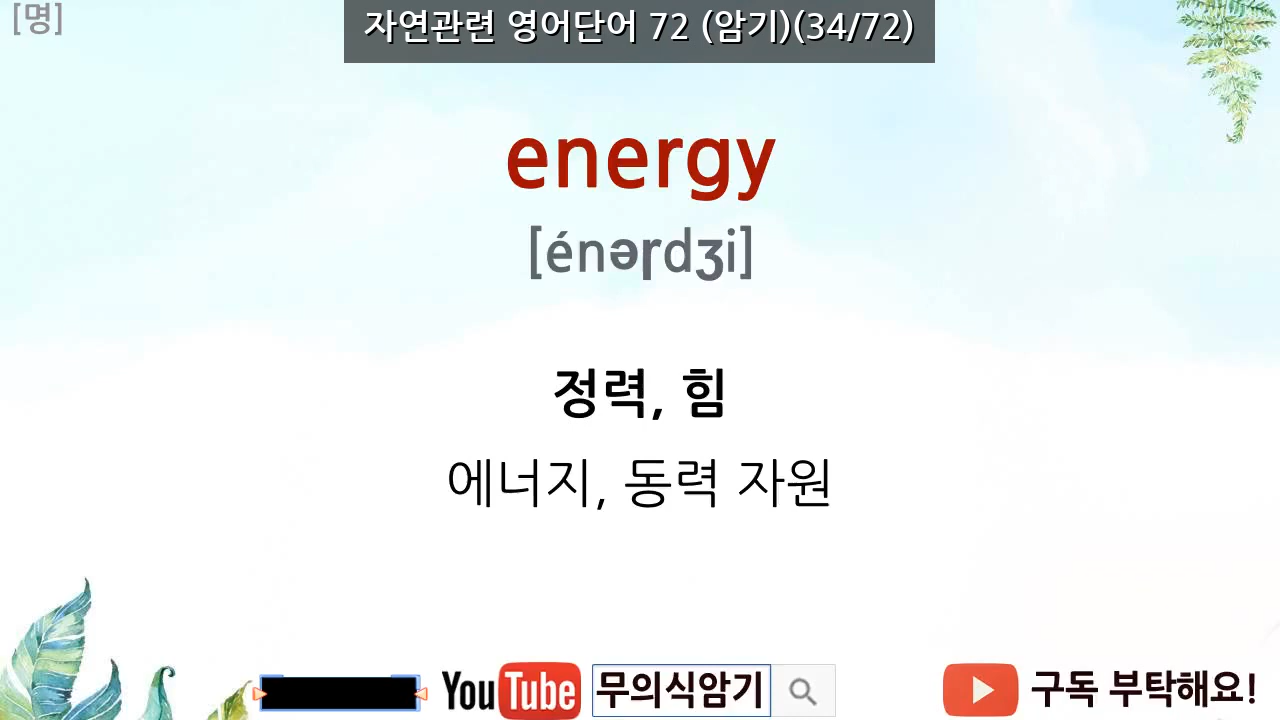 [명]
자연관련 영어단어 72 (암기)(34/72)
energy
[énərdʒi]
정력, 힘
에너지, 동력 자원
YouTube 무의식암기
구독 부탁해요!